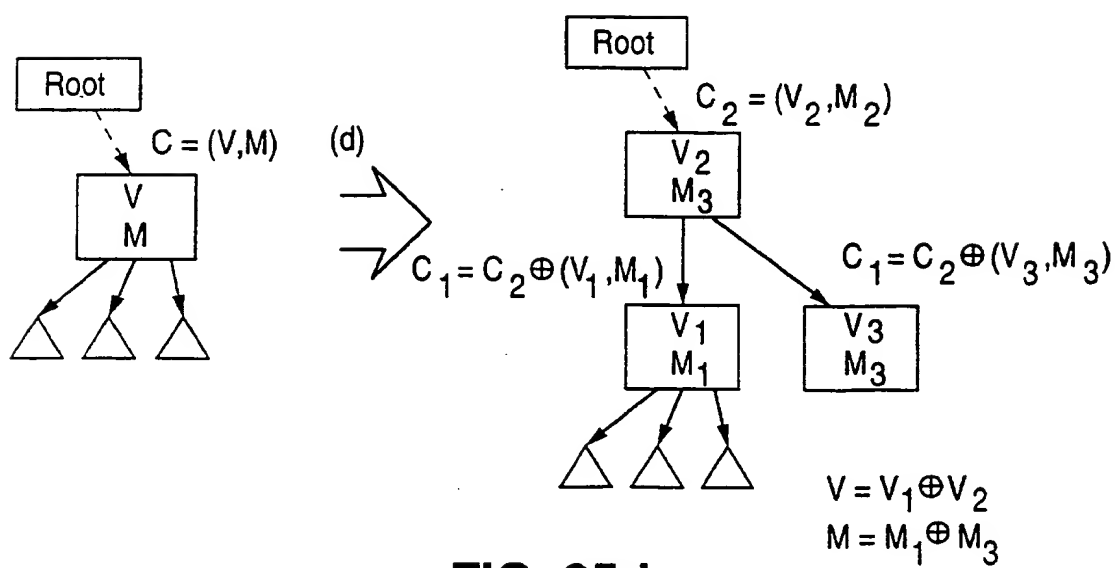 Root
C = (V,M)
V
M
(d)
Root
C₂ = (V₂,M₂)
V₂
M₃
C₁ = C₂⊕(V₁,M₁)
C₁ = C₂⊕(V₃,M₃)
V₁
M₁
V₃
M₃
V = V₁⊕V₂
M = M₁⊕M₃